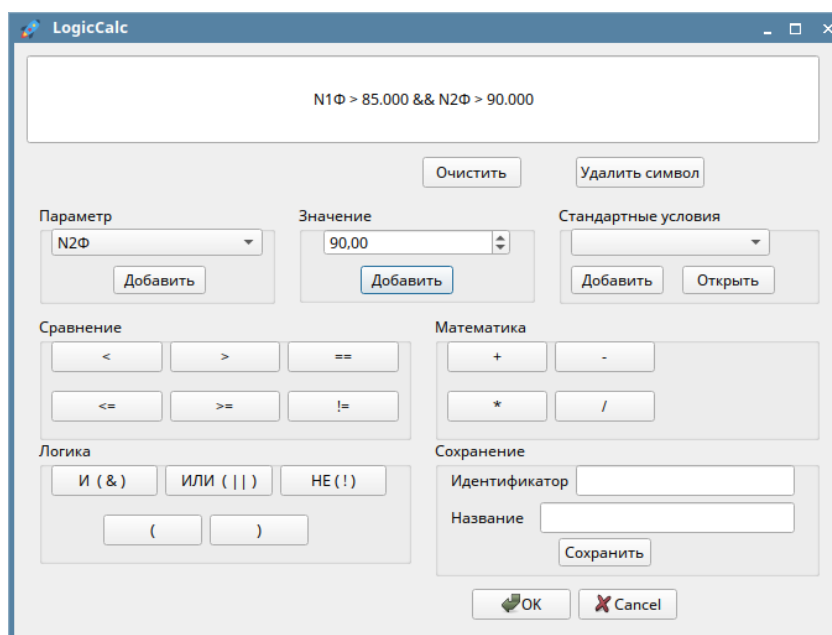 LogicCalc
N1Ф > 85.000 && N2Ф > 90.000
Очистить Удалить символ
Параметр Значение Стандартные условия
N2Ф 90,00
Добавить Добавить Добавить Открыть
Сравнение Математика
< > == + -
<= >= != * /
Логика Сохранение
И ( & ) ИЛИ ( | | ) НЕ ( ! ) Идентификатор
( ) Название
Сохранить
OK Cancel